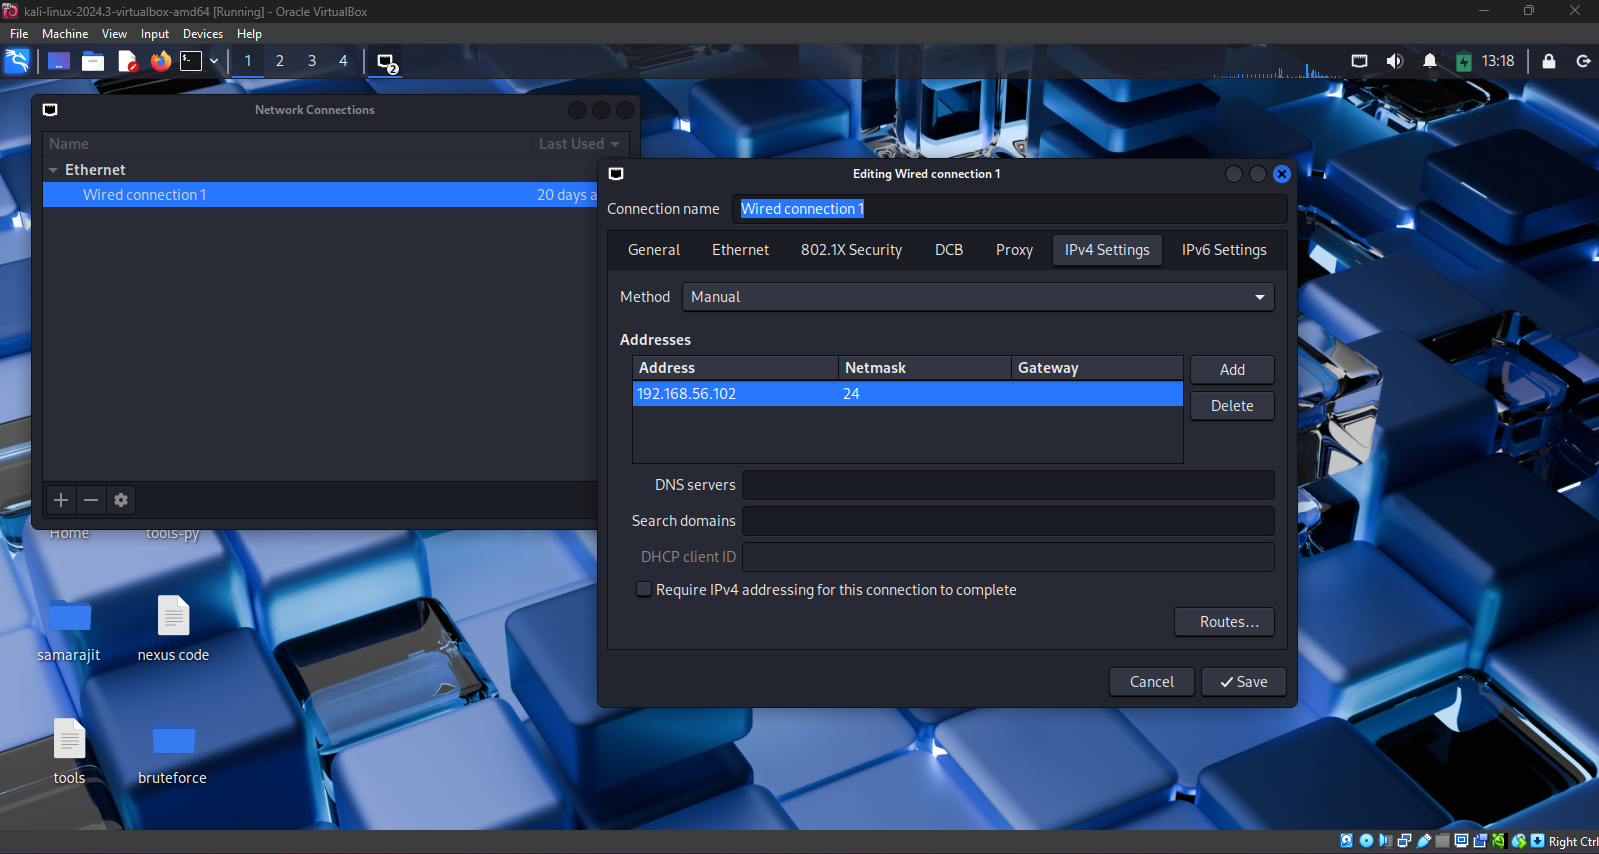 kali-linux-2024.3-virtualbox-amd64 [Running] - Oracle VirtualBox
File Machine View Input Devices Help
1 2 3 4 2 13:18
Network Connections
Name Last Used
Ethernet
Wired connection 1 20 days a
Editing Wired connection 1
Connection name Wired connection 1
General Ethernet 802.1X Security DCB Proxy IPv4 Settings IPv6 Settings
Method Manual
Addresses
Address Netmask Gateway
192.168.56.102 24
Add
Delete
DNS servers
Search domains
DHCP client ID
Require IPv4 addressing for this connection to complete
Routes...
Cancel Save
Home tools-py
samarajit nexus code
tools bruteforce
Right Ctrl